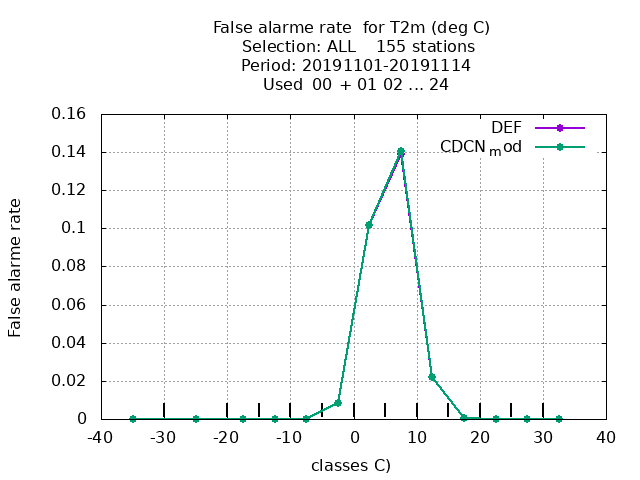 False alarme rate  for T2m (deg C)
Selection: ALL    155 stations
Period: 20191101-20191114
Used  00  + 01 02 ... 24
0.16
0.14
0.12
0.1
0.08
0.06
0.04
0.02
0
False alarme rate
DEF
CDCNmod
-40 -30 -20 -10 0 10 20 30 40
classes C)